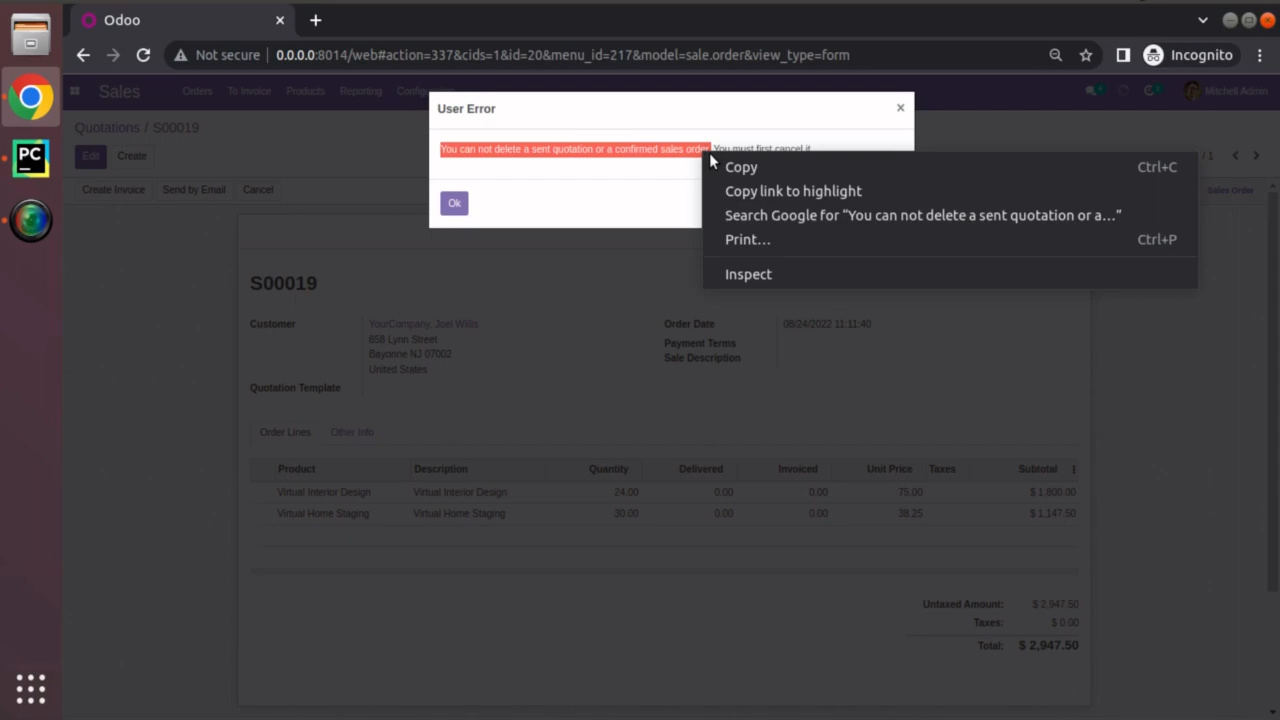 Odoo
Not secure 0.0.0.0:8014/web#action=337&cids=1&id=20&menu_id=217&model=sale.order&view_type=form Incognito
Sales Orders To Invoice Products Reporting Mitchell Admin
User Error ×
Quotations / S00019
You can not delete a sent quotation or a confirmed sales order. You must first cancel it.
Edit Create / 1
Copy Ctrl+C
Create Invoice Send by Email Cancel Sales Order
Copy link to highlight
Ok
Search Google for “You can not delete a sent quotation or a…”
Print… Ctrl+P
Inspect
S00019
Customer YourCompany, Joel Willis Order Date 08/24/2022 11:11:40
658 Lynn Street Payment Terms
Bayonne NJ 07002 Sale Description
United States
Quotation Template
Order Lines Other Info
Product Description Quantity Delivered Invoiced Unit Price Taxes Subtotal
Virtual Interior Design Virtual Interior Design 24.00 0.00 0.00 75.00 $ 1,800.00
Virtual Home Staging Virtual Home Staging 30.00 0.00 0.00 38.25 $ 1,147.50
Untaxed Amount: $ 2,947.50
Taxes: $ 0.00
Total: $ 2,947.50
PC